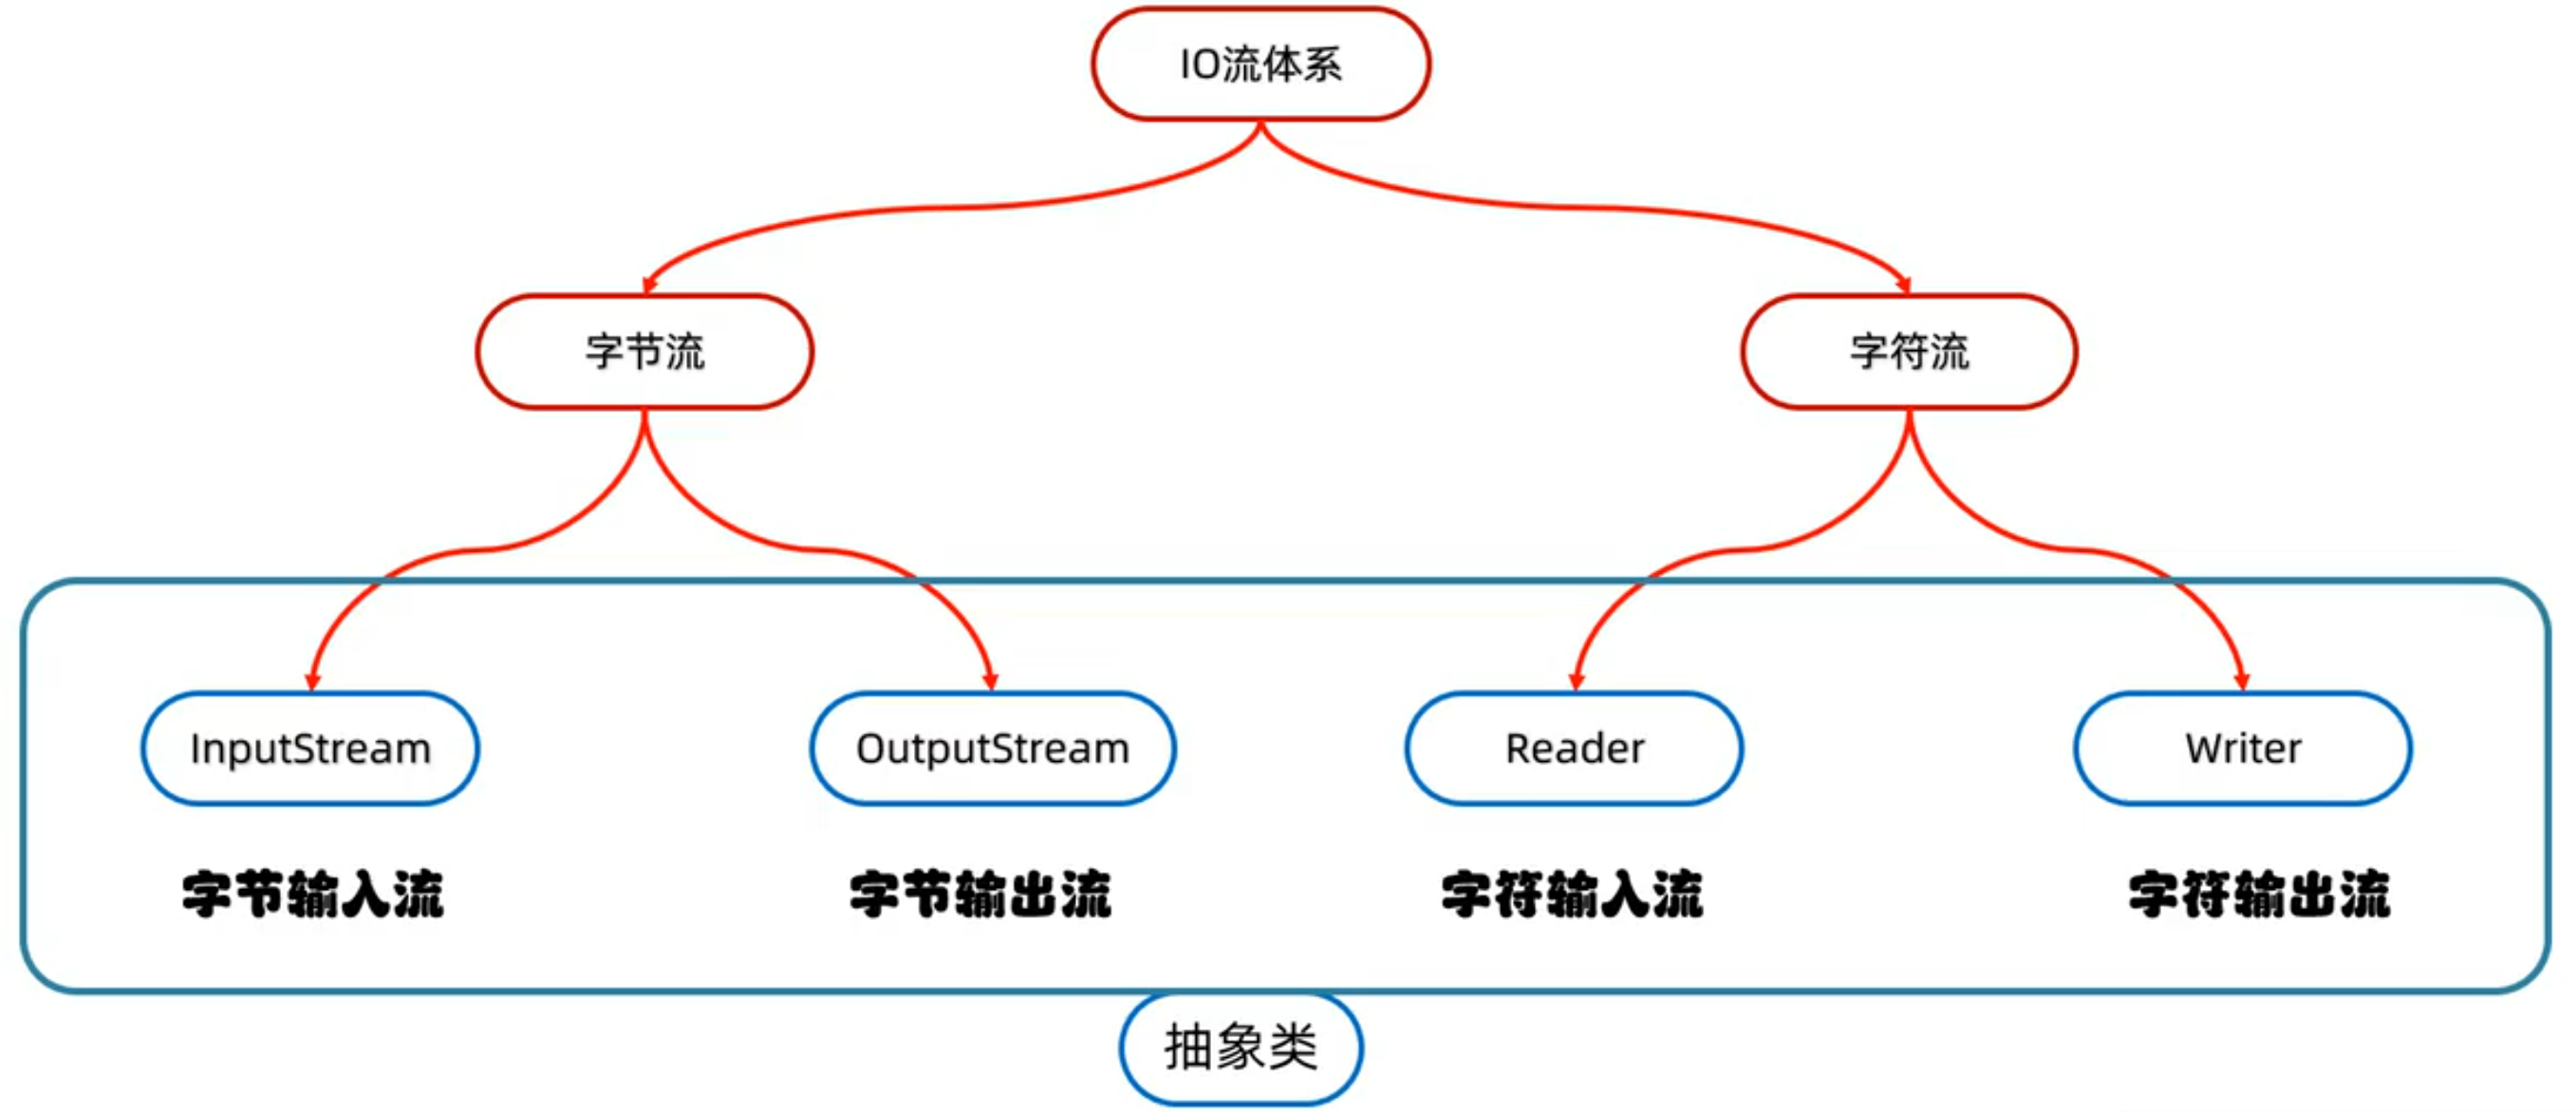 IO流体系
字节流
字符流
InputStream
OutputStream
Reader
Writer
字节输入流
字节输出流
字符输入流
字符输出流
抽象类